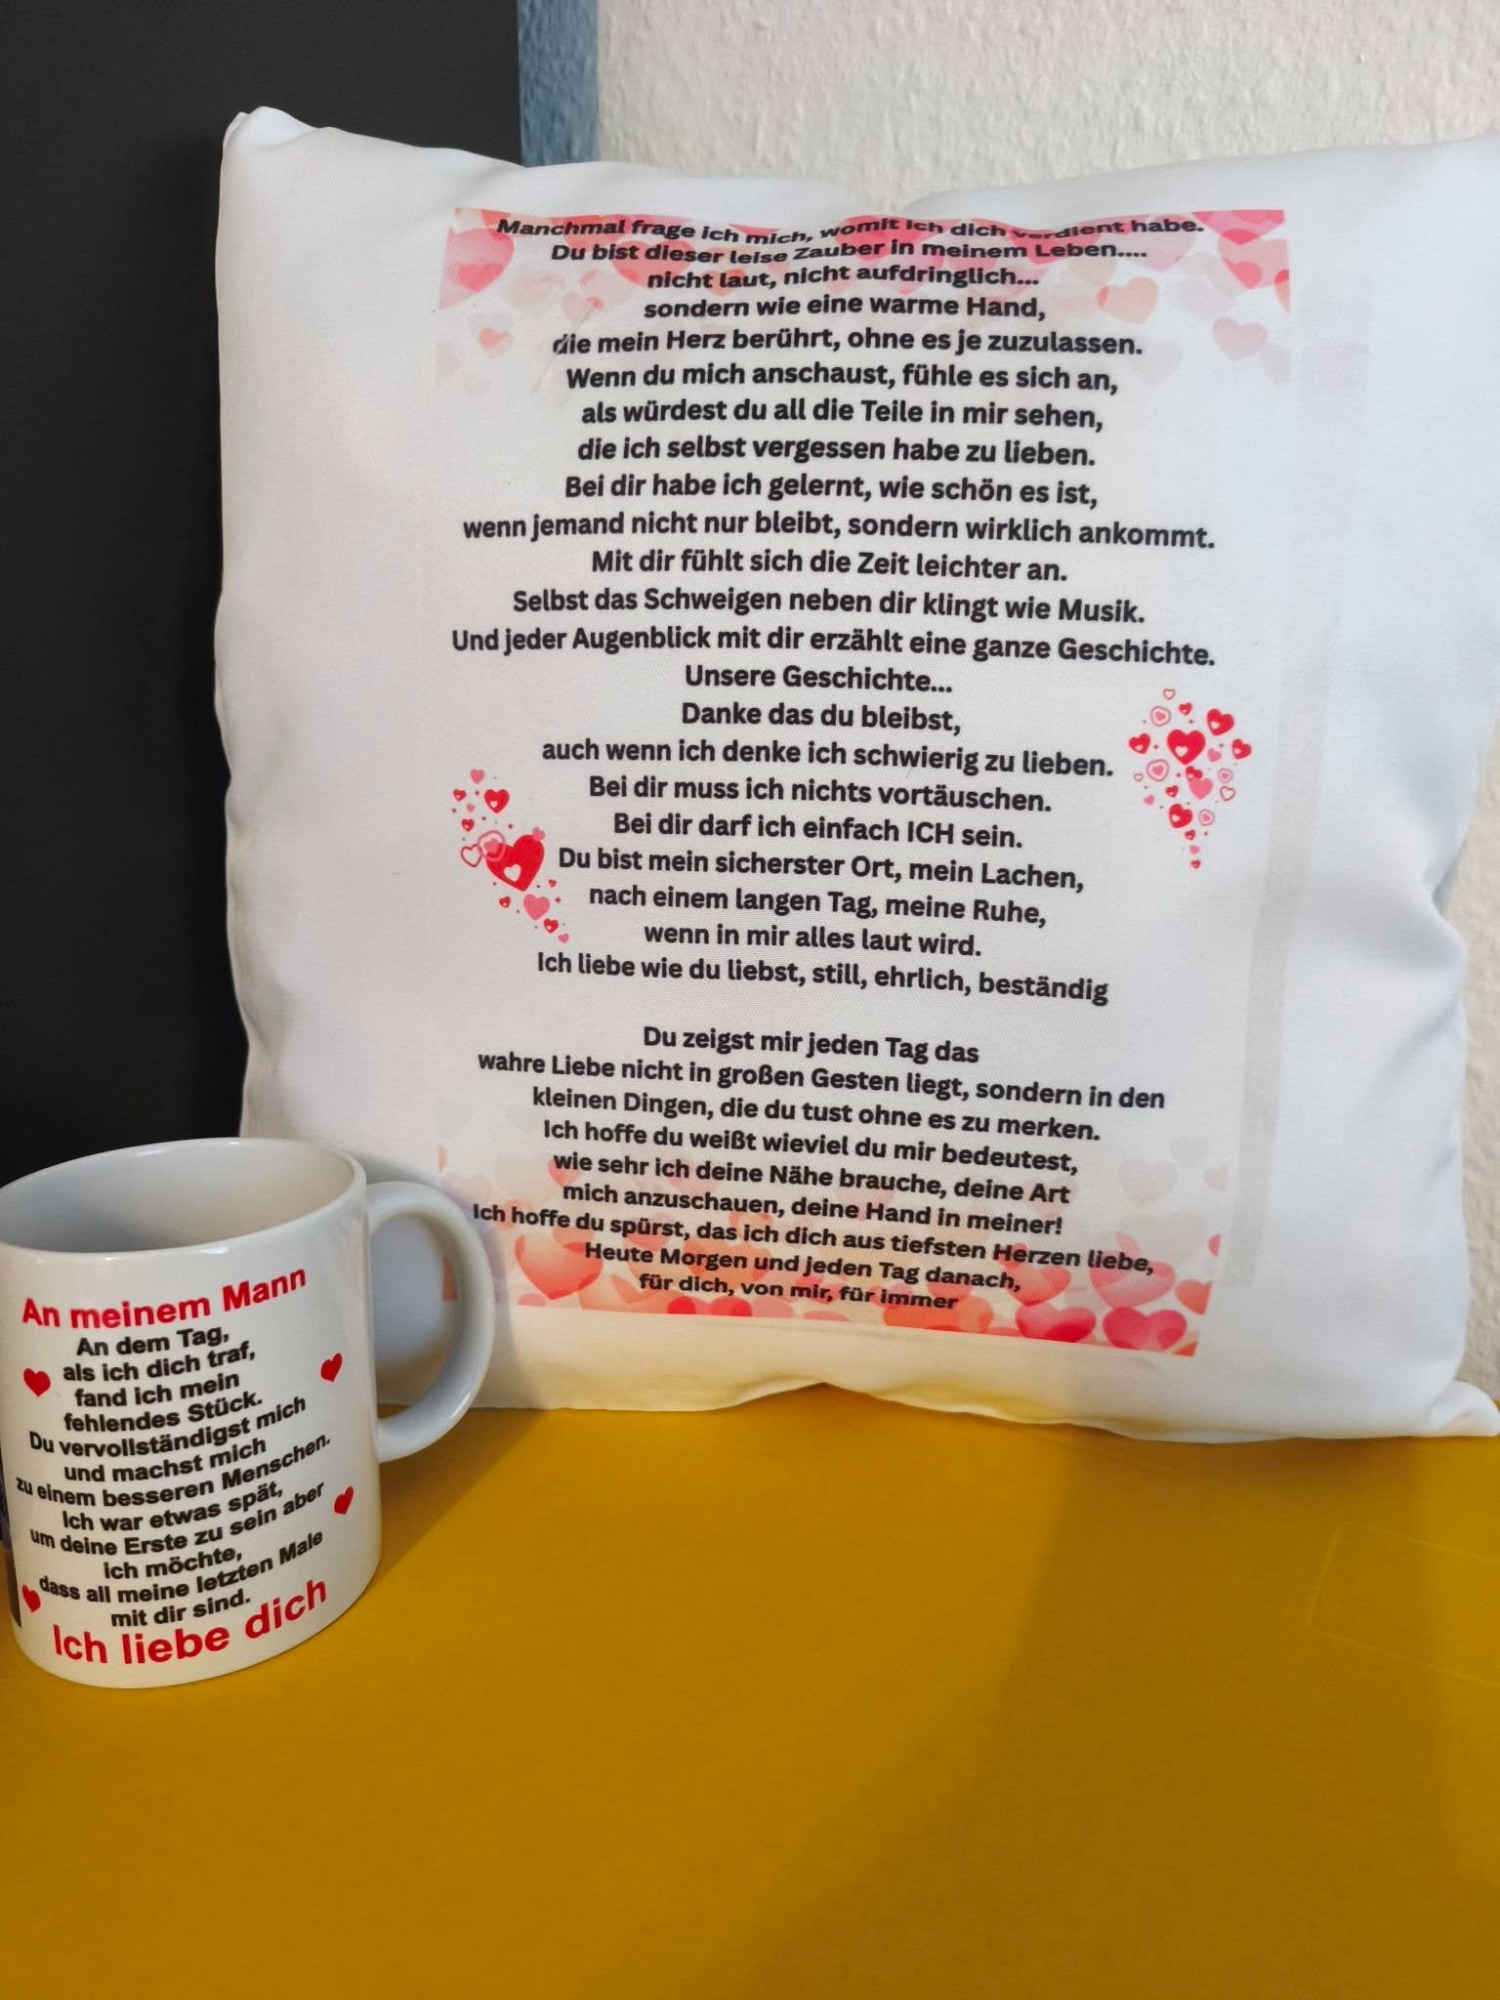 Manchmal frage ich mich, womit ich dich verdient habe.
Du bist dieser leise Zauber in meinem Leben....
nicht laut, nicht aufdringlich...
sondern wie eine warme Hand,
die mein Herz berührt, ohne es je zuzulassen.
Wenn du mich anschaust, fühle es sich an,
als würdest du all die Teile in mir sehen,
die ich selbst vergessen habe zu lieben.
Bei dir habe ich gelernt, wie schön es ist,
wenn jemand nicht nur bleibt, sondern wirklich ankommt.
Mit dir fühlt sich die Zeit leichter an.
Selbst das Schweigen neben dir klingt wie Musik.
Und jeder Augenblick mit dir erzählt eine ganze Geschichte.
Unsere Geschichte...
Danke das du bleibst,
auch wenn ich denke ich schwierig zu lieben.
Bei dir muss ich nichts vortäuschen.
Bei dir darf ich einfach ICH sein.
Du bist mein sicherster Ort, mein Lachen,
nach einem langen Tag, meine Ruhe,
wenn in mir alles laut wird.
Ich liebe wie du liebst, still, ehrlich, beständig
Du zeigst mir jeden Tag das
wahre Liebe nicht in großen Gesten liegt, sondern in den
kleinen Dingen, die du tust ohne es zu merken.
Ich hoffe du weißt wieviel du mir bedeutest,
wie sehr ich deine Nähe brauche, deine Art
mich anzuschauen, deine Hand in meiner!
Ich hoffe du spürst, das ich dich aus tiefsten Herzen liebe,
Heute Morgen und jeden Tag danach,
für dich, von mir, für immer
An meinem Mann
An dem Tag,
als ich dich traf,
fand ich mein
fehlendes Stück.
Du vervollständigst mich
und machst mich
zu einem besseren Menschen.
Ich war etwas spät,
um deine Erste zu sein aber
ich möchte,
dass all meine letzten Male
mit dir sind.
Ich liebe dich